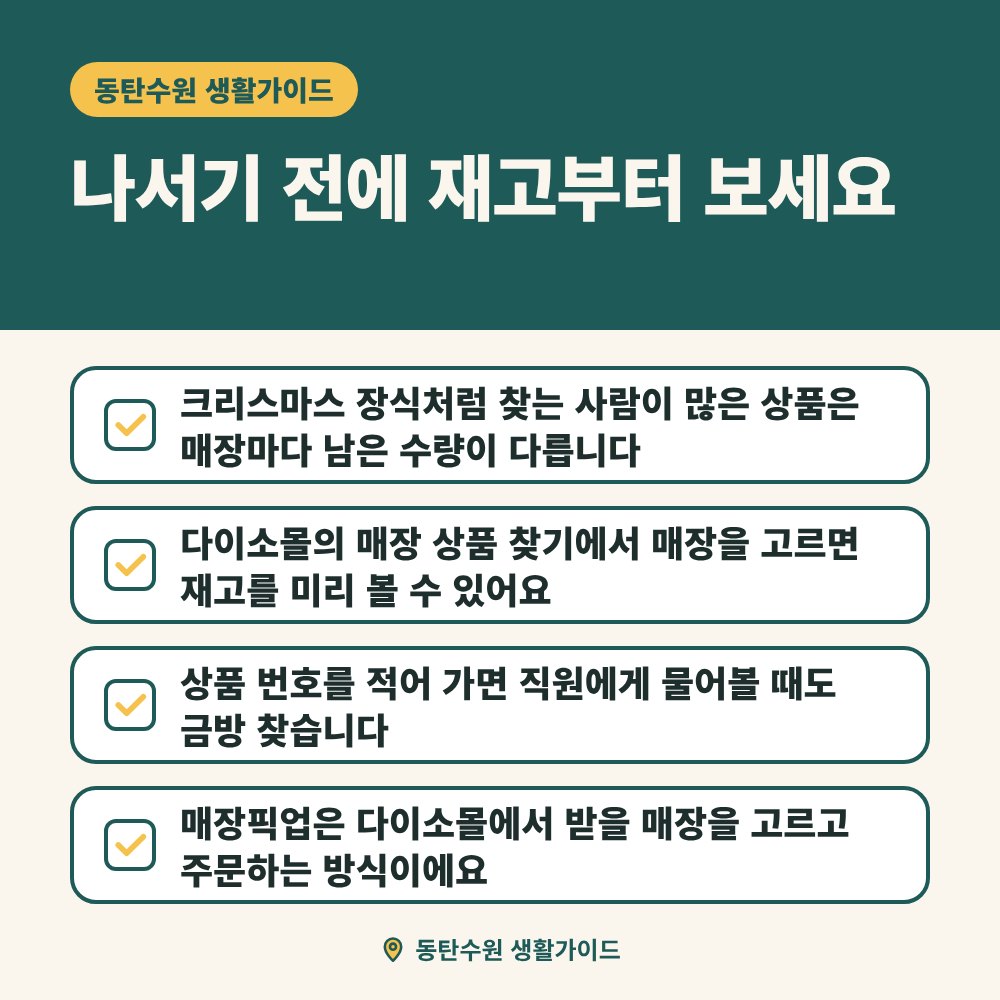 동탄수원 생활가이드
나서기 전에 재고부터 보세요
크리스마스 장식처럼 찾는 사람이 많은 상품은
매장마다 남은 수량이 다릅니다
다이소몰의 매장 상품 찾기에서 매장을 고르면
재고를 미리 볼 수 있어요
상품 번호를 적어 가면 직원에게 물어볼 때도
금방 찾습니다
매장픽업은 다이소몰에서 받을 매장을 고르고
주문하는 방식이에요
동탄수원 생활가이드